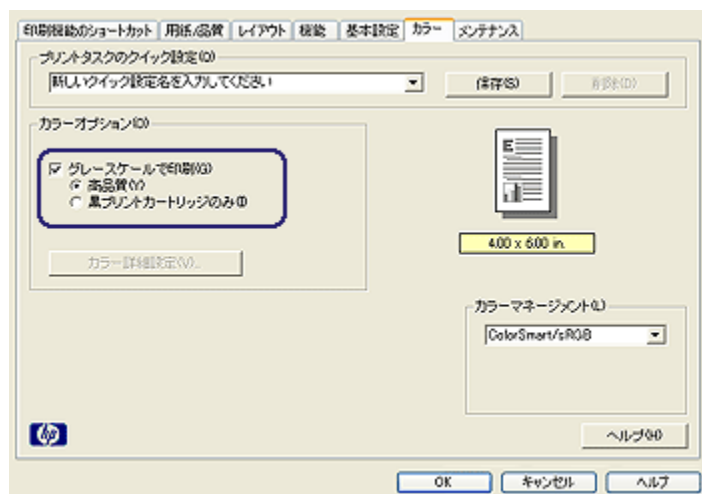 印刷機能のショートカット 用紙/品質 レイアウト 機能 基本設定 カラー メンテナンス
プリントタスクのクイック設定(Q)
新しいクイック設定名を入力してください
保存(S)
削除(D)
カラーオプション(O)
グレースケールで印刷(G)
高品質(Y)
黒プリントカートリッジのみ(I)
カラー詳細設定(V)...
E
4.00 x 6.00 in.
カラーマネージメント(L)
ColorSmart/sRGB
hp
ヘルプ(H)
OK キャンセル ヘルプ